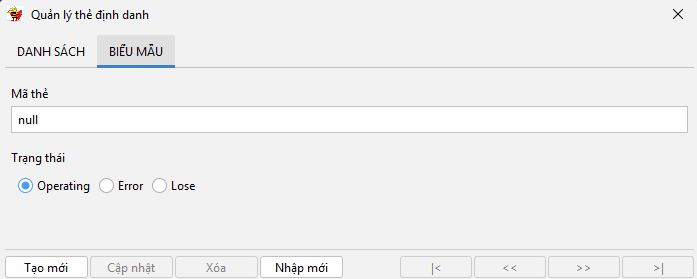 Quản lý thẻ định danh
DANH SÁCH BIỂU MẪU
Mã thẻ
null
Trạng thái
Operating Error Lose
Tạo mới Cập nhật Xóa Nhập mới |< << >> >|